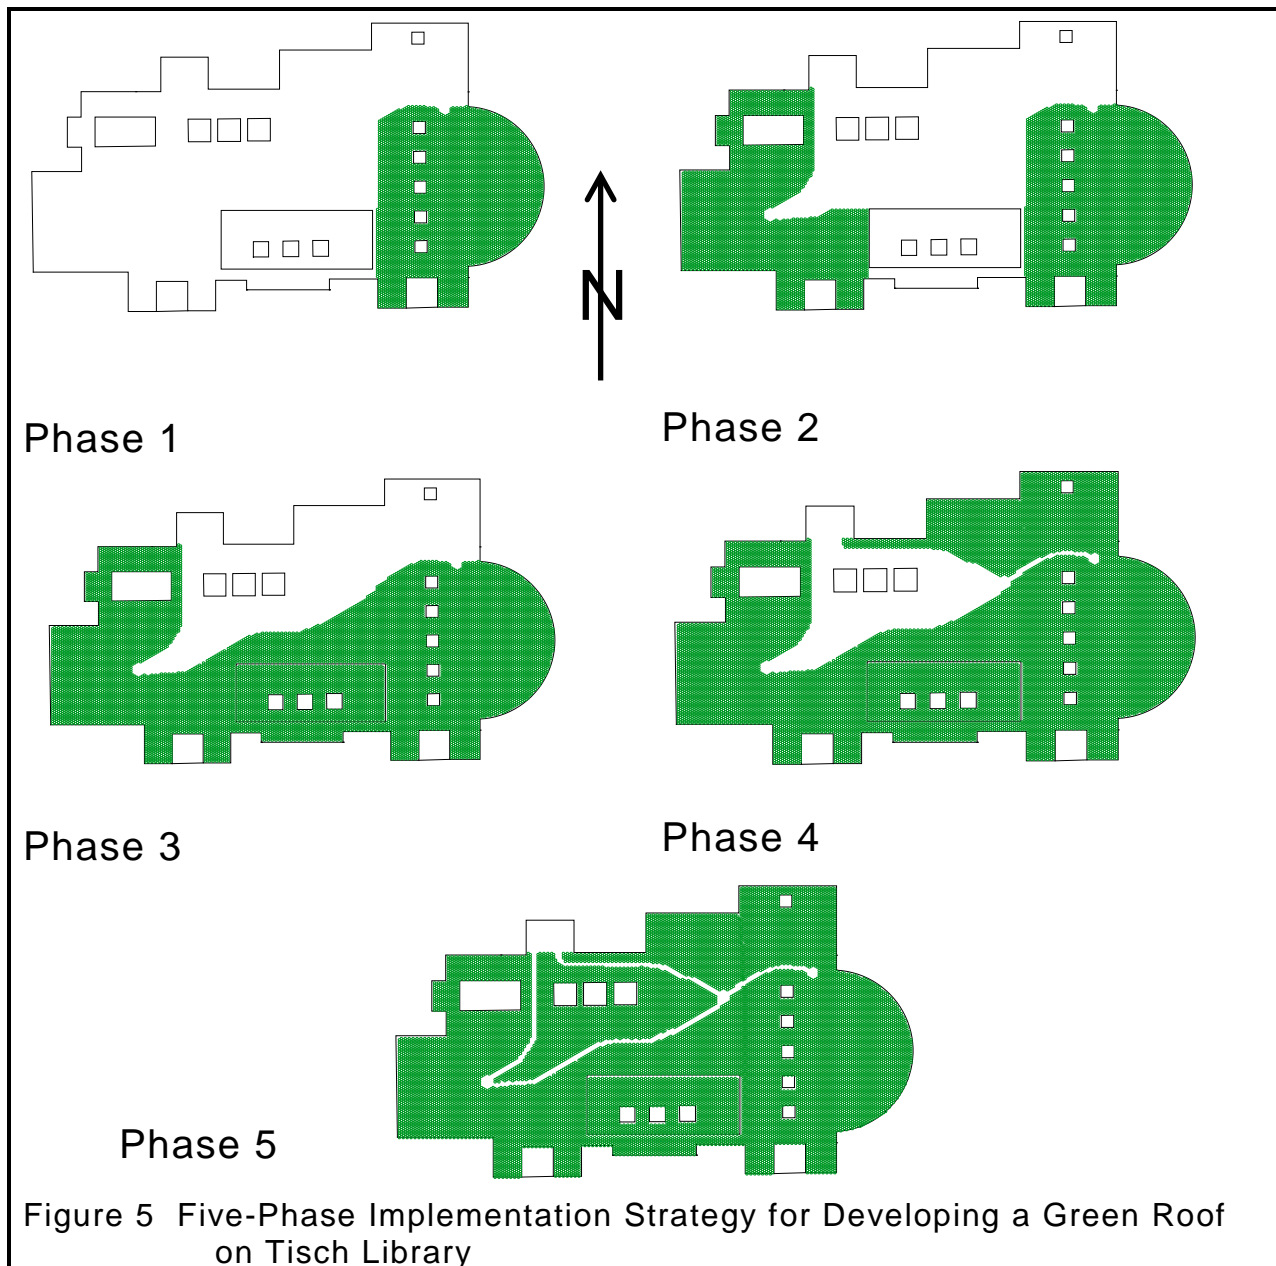 N
Phase 1
Phase 2
Phase 3
Phase 4
Phase 5
Figure 5 Five-Phase Implementation Strategy for Developing a Green Roof
on Tisch Library